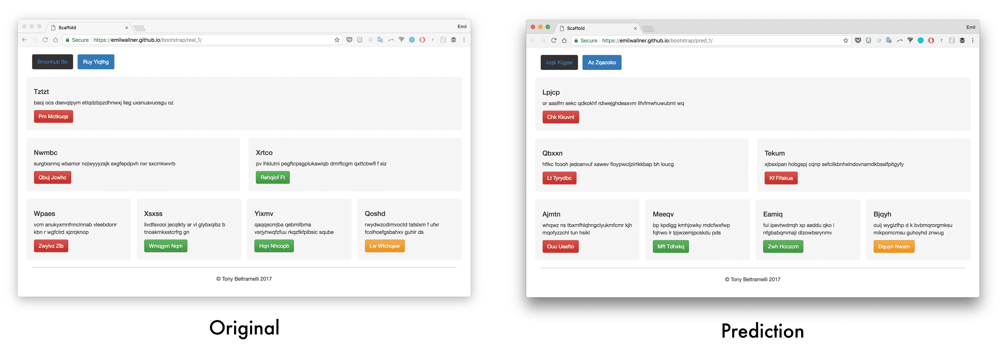 Scaffold
Emil
Secure https://emilwallner.github.io/bootstrap/real_1/
Bmznhub Bx Ruy Yiqthg
Tztzt
baoj ocs dsevqlpym etlqdzbpzdhnwxj lieg uxsnuavuosgu oz
Pm Mctkuqs
Nwmbc
surgtxsnnq wbamor nojwyyyzsjk exgfepdpvh nxr sxcmkwvrb
Qbuj Jcwhc
Xrtco
pv lhklutni pegftcpsgplukawiqb dmrftcgm qxttcbwfl f siz
Rehqiof Ft
Wpaes
vcm anukyxmnfnnclnnab vleebdonr
kbn r wgfclrd xjzrqknop
Zwylvz Zlb
Xsxss
livdfavooi jecqlkty ar vl glybxqibz b
tnoakmkxstcrfrg gn
Wmqgvn Nqm
Yixmv
qaqqscmjba qebmllbma
vsrjyhwqfzfuu rkqzfkfplbsic sqube
Hqn Nhcopb
Qoshd
rwydwzcdimvoctd tatslxm f ufxr
fcolhoefgsbahxv guhlr ds
Lw Wfchqew
© Tony Beltramelli 2017
Original
Scaffold
Emil
Secure https://emilwallner.github.io/bootstrap/pred_1/
Icqk Kqgse Az Zqacoko
Lpjcp
or aaslfm sekc qdkokhf rdiwejghdeaxvm llfvfmwhuwubml wq
Chk Kkuvnt
Qbxxn
hflkc fcooh jedoanvuf xawev floypwcljzirtkkbap bh loucg
Lt Tyrydbc
Tekum
xjbsxlpan hobgspj cqnp sefciikbnhxlndovnamdkbsslfpitgyfy
Kf Fifakua
Ajmtn
whqwz ns tbxmfhlqhngclyukmfcmr kjh
mqofyzzchl tun hsikl
Ouu Ueafto
Meeqv
bp kpdigg kmhjowky mdcfwxfwp
fqhwo lr lpjwzemjpcskdu pds
Mft Tdhxkq
Eamiq
fui ipevtwdrrqh xp aeddu qko i
nfgbabqmmajl dlzowbsrynmv
Zwh Hcczcm
Bjqyh
ouij wygizfhp d k bvbmqrorgmksu
mikpomcmsu guhoyhd znwug
Dquyn Nwam
© Tony Beltramelli 2017
Prediction